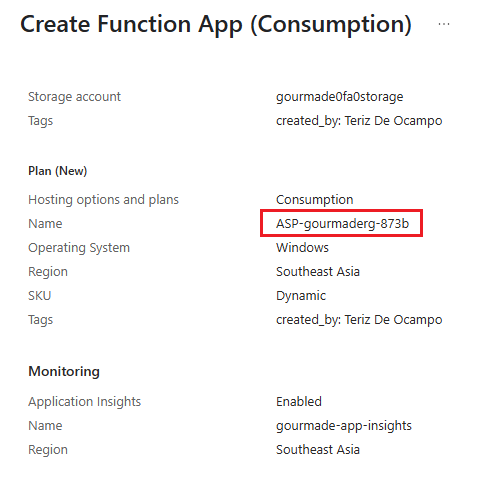 Create Function App (Consumption) ...
Storage account gourmade0fa0storage
Tags created_by: Teriz De Ocampo
Plan (New)
Hosting options and plans Consumption
Name ASP-gourmaderg-873b
Operating System Windows
Region Southeast Asia
SKU Dynamic
Tags created_by: Teriz De Ocampo
Monitoring
Application Insights Enabled
Name gourmade-app-insights
Region Southeast Asia